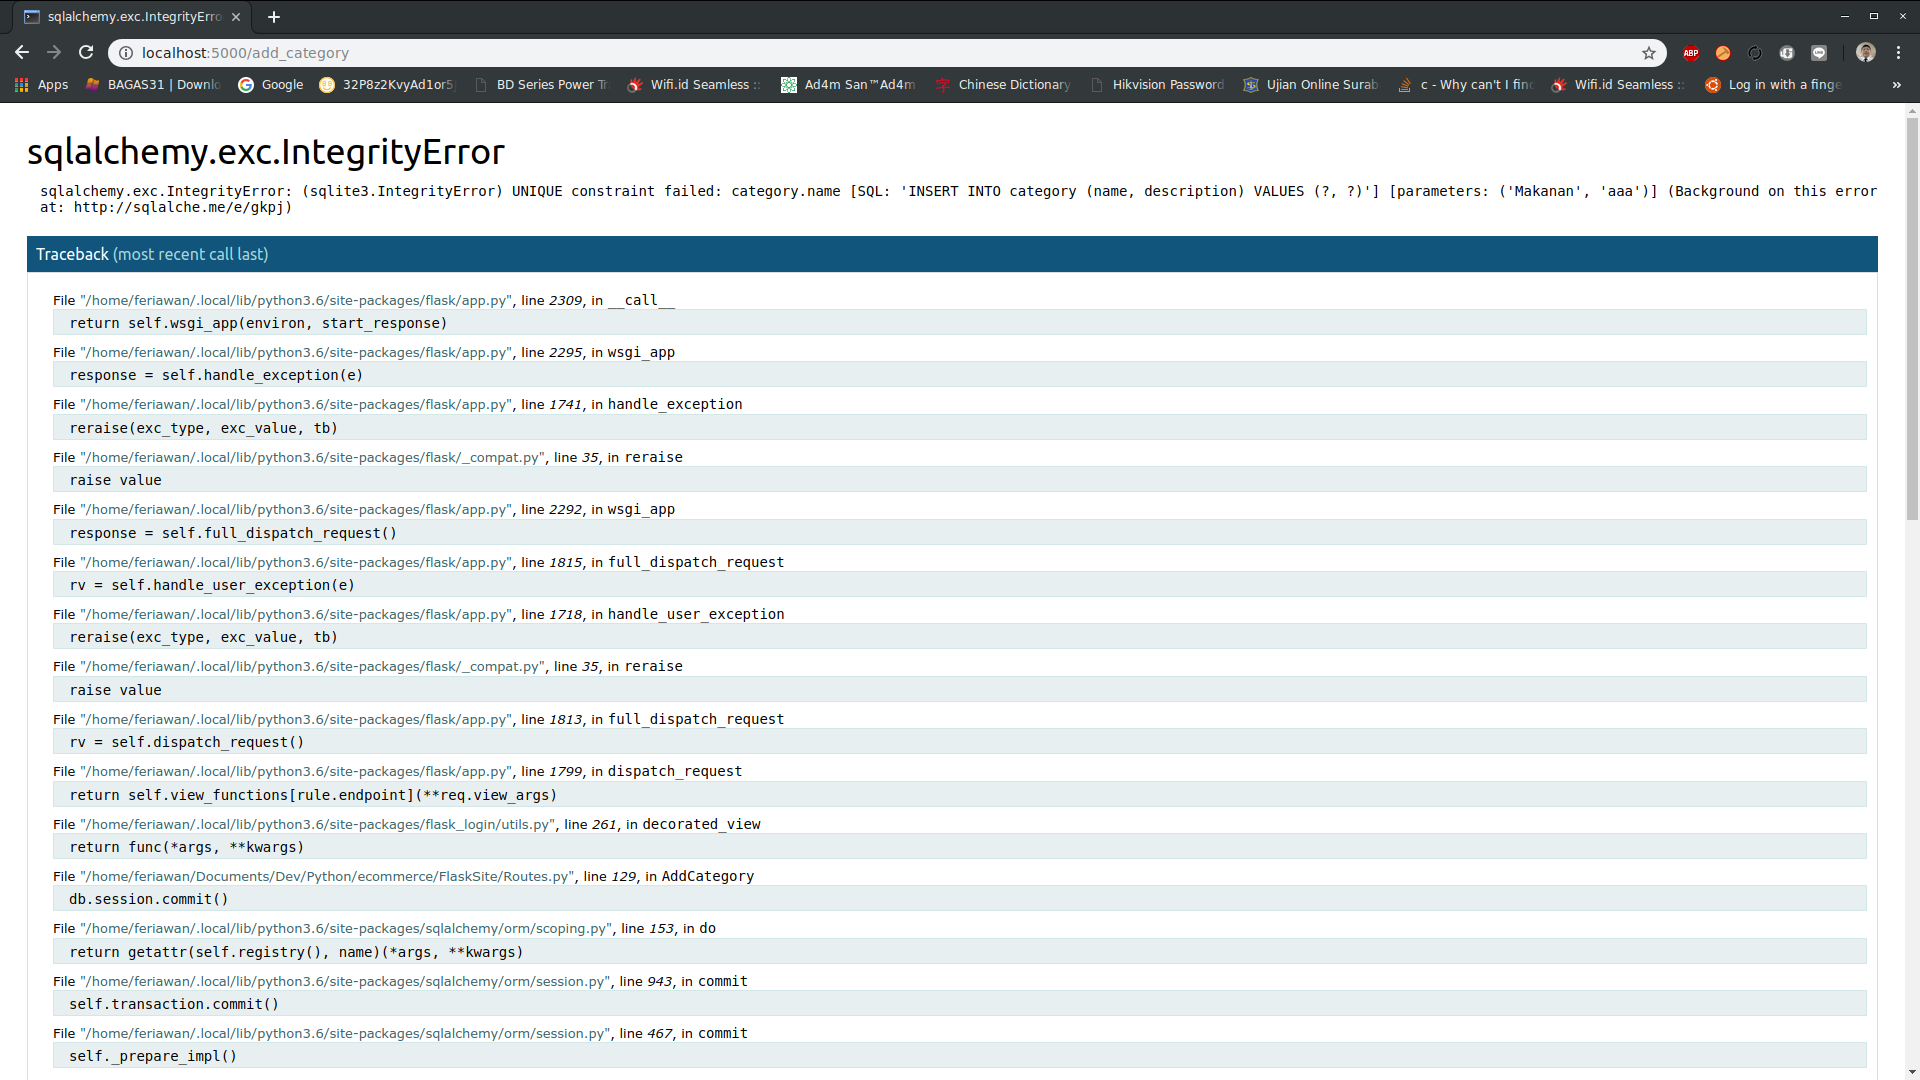 sqlalchemy.exc.IntegrityErro
localhost:5000/add_category
ABP
Apps BAGAS31 | Downlo Google 32P8z2KvyAd1or5 BD Series Power Tr Wifi.id Seamless :: Ad4m San™Ad4m Chinese Dictionary Hikvision Password Ujian Online Surab c - Why can't I find Wifi.id Seamless :: Log in with a finge »
sqlalchemy.exc.IntegrityError
sqlalchemy.exc.IntegrityError: (sqlite3.IntegrityError) UNIQUE constraint failed: category.name [SQL: 'INSERT INTO category (name, description) VALUES (?, ?)'] [parameters: ('Makanan', 'aaa')] (Background on this error
at: http://sqlalche.me/e/gkpj)
Traceback (most recent call last)
File "/home/feriawan/.local/lib/python3.6/site-packages/flask/app.py", line 2309, in __call__
return self.wsgi_app(environ, start_response)
File "/home/feriawan/.local/lib/python3.6/site-packages/flask/app.py", line 2295, in wsgi_app
response = self.handle_exception(e)
File "/home/feriawan/.local/lib/python3.6/site-packages/flask/app.py", line 1741, in handle_exception
reraise(exc_type, exc_value, tb)
File "/home/feriawan/.local/lib/python3.6/site-packages/flask/_compat.py", line 35, in reraise
raise value
File "/home/feriawan/.local/lib/python3.6/site-packages/flask/app.py", line 2292, in wsgi_app
response = self.full_dispatch_request()
File "/home/feriawan/.local/lib/python3.6/site-packages/flask/app.py", line 1815, in full_dispatch_request
rv = self.handle_user_exception(e)
File "/home/feriawan/.local/lib/python3.6/site-packages/flask/app.py", line 1718, in handle_user_exception
reraise(exc_type, exc_value, tb)
File "/home/feriawan/.local/lib/python3.6/site-packages/flask/_compat.py", line 35, in reraise
raise value
File "/home/feriawan/.local/lib/python3.6/site-packages/flask/app.py", line 1813, in full_dispatch_request
rv = self.dispatch_request()
File "/home/feriawan/.local/lib/python3.6/site-packages/flask/app.py", line 1799, in dispatch_request
return self.view_functions[rule.endpoint](**req.view_args)
File "/home/feriawan/.local/lib/python3.6/site-packages/flask_login/utils.py", line 261, in decorated_view
return func(*args, **kwargs)
File "/home/feriawan/Documents/Dev/Python/ecommerce/FlaskSite/Routes.py", line 129, in AddCategory
db.session.commit()
File "/home/feriawan/.local/lib/python3.6/site-packages/sqlalchemy/orm/scoping.py", line 153, in do
return getattr(self.registry(), name)(*args, **kwargs)
File "/home/feriawan/.local/lib/python3.6/site-packages/sqlalchemy/orm/session.py", line 943, in commit
self.transaction.commit()
File "/home/feriawan/.local/lib/python3.6/site-packages/sqlalchemy/orm/session.py", line 467, in commit
self._prepare_impl()